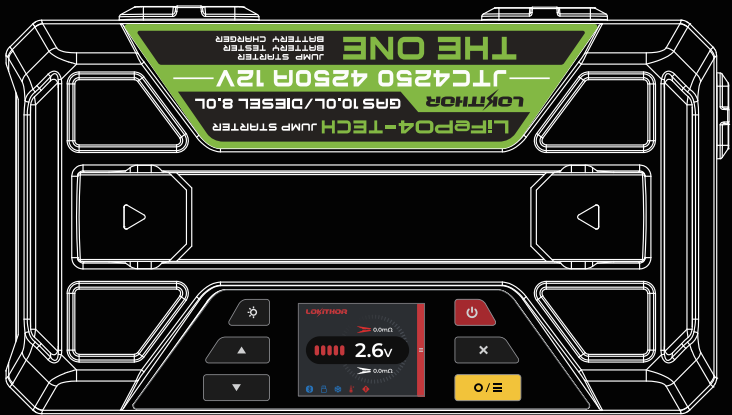 THE ONE
JUMP STARTER
BATTERY TESTER
BATTERY CHARGER
JTC4250 4250A 12V
LOKITHOR
GAS 10.0L/DIESEL 8.0L
LiFePO4-TECH JUMP STARTER
LOKITHOR
0.0mΩ
2.6v
0.0mΩ
O/☰